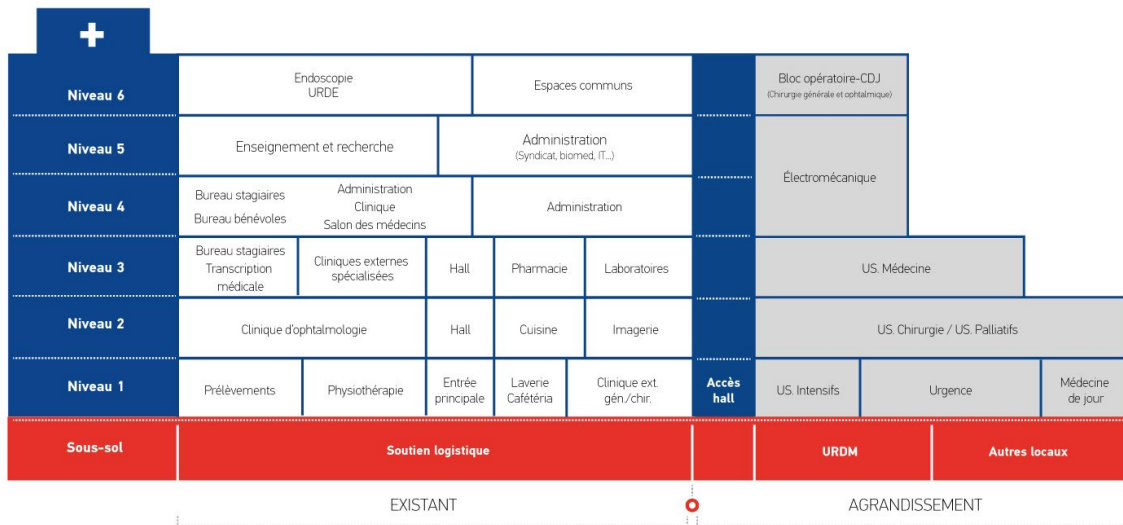 Niveau 6
Endoscopie
URDE
Espaces communs
Bloc opératoire-CDJ
(Chirurgie générale et ophtalmique)
Niveau 5
Enseignement et recherche
Administration
(Syndicat, biomed, IT...)
Électromécanique
Niveau 4
Bureau stagiaires
Bureau bénévoles
Administration
Clinique
Salon des médecins
Administration
Niveau 3
Bureau stagiaires
Transcription
médicale
Cliniques externes
spécialisées
Hall
Pharmacie
Laboratoires
US. Médecine
Niveau 2
Clinique d'ophtalmologie
Hall
Cuisine
Imagerie
US. Chirurgie / US. Palliatifs
Niveau 1
Prélèvements
Physiothérapie
Entrée
principale
Laverie
Cafétéria
Clinique ext.
gén./chir.
Accès
hall
US. Intensifs
Urgence
Médecine
de jour
Sous-sol
Soutien logistique
URDM
Autres locaux
EXISTANT
AGRANDISSEMENT